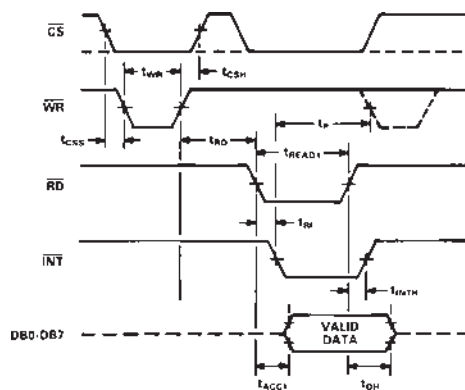 CS
tWR
tCSH
WR
tCSS
tRD
tP
tREAD1
RD
tRI
INT
tINTH
DB0-DB7
VALID
DATA
tACC1
tDH